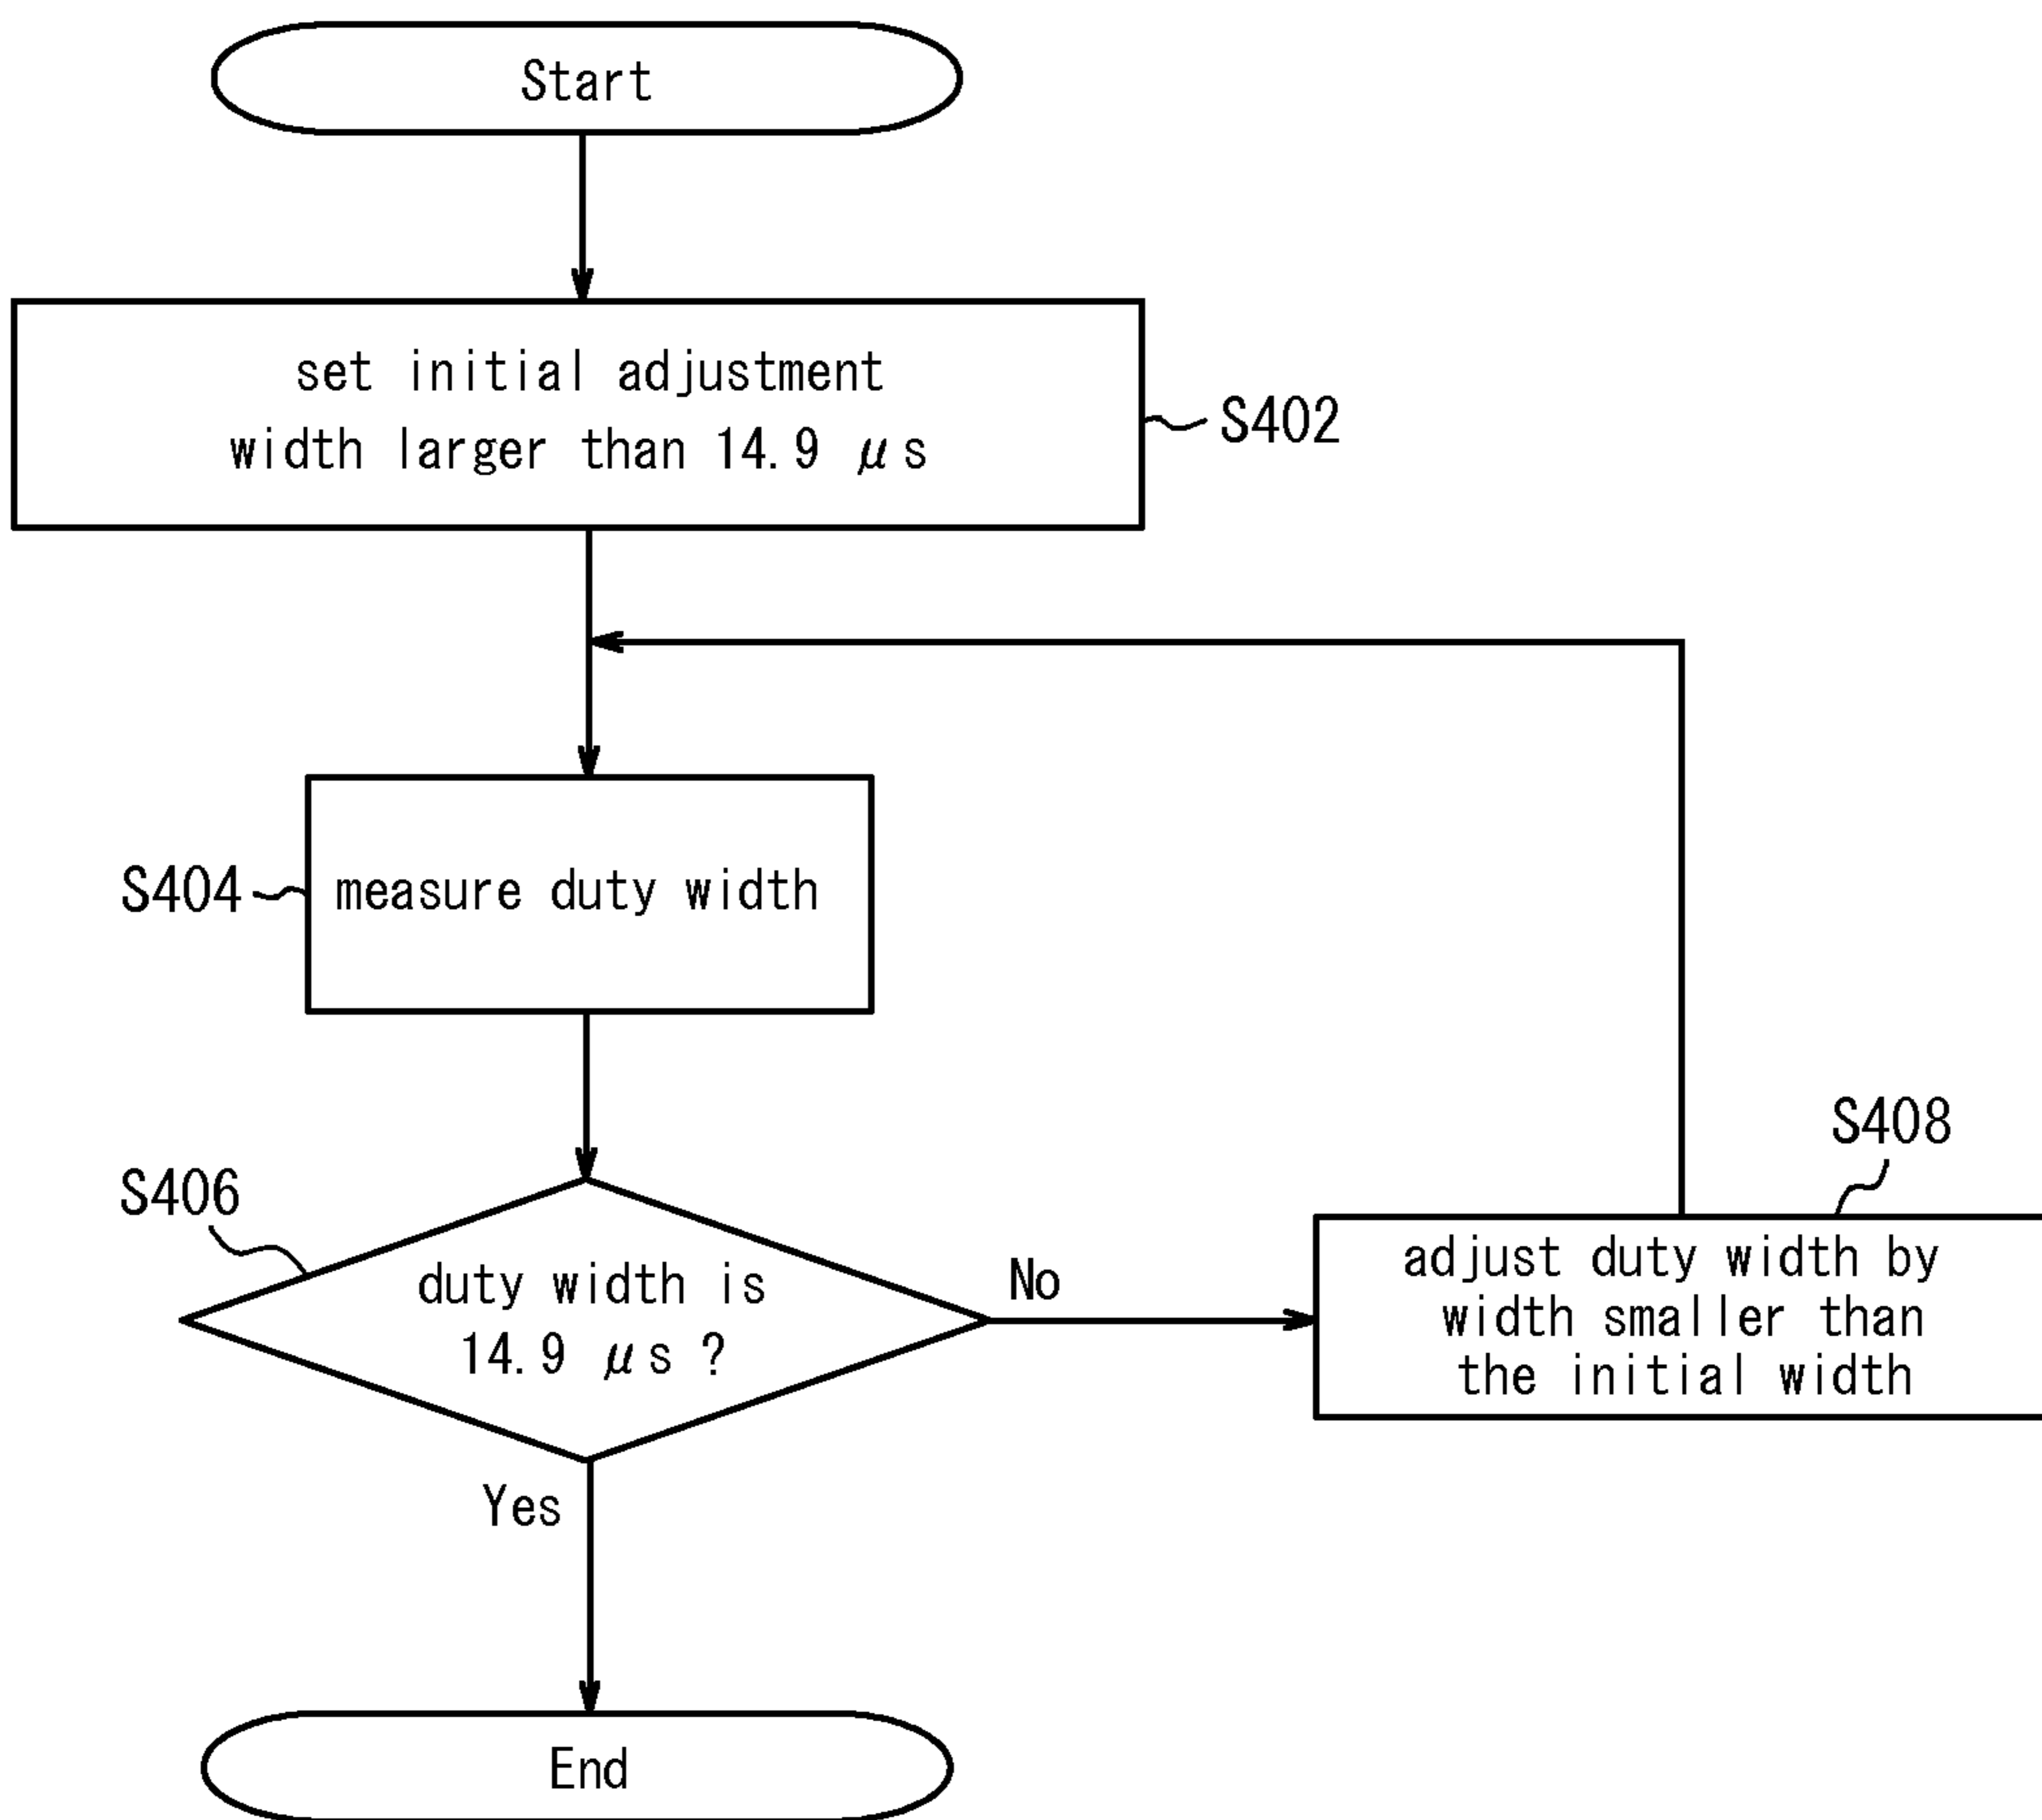 Start
set initial adjustment
width larger than 14.9 μs
S402
S404
measure duty width
S406
duty width is
14.9 μs ?
No
S408
adjust duty width by
width smaller than
the initial width
Yes
End